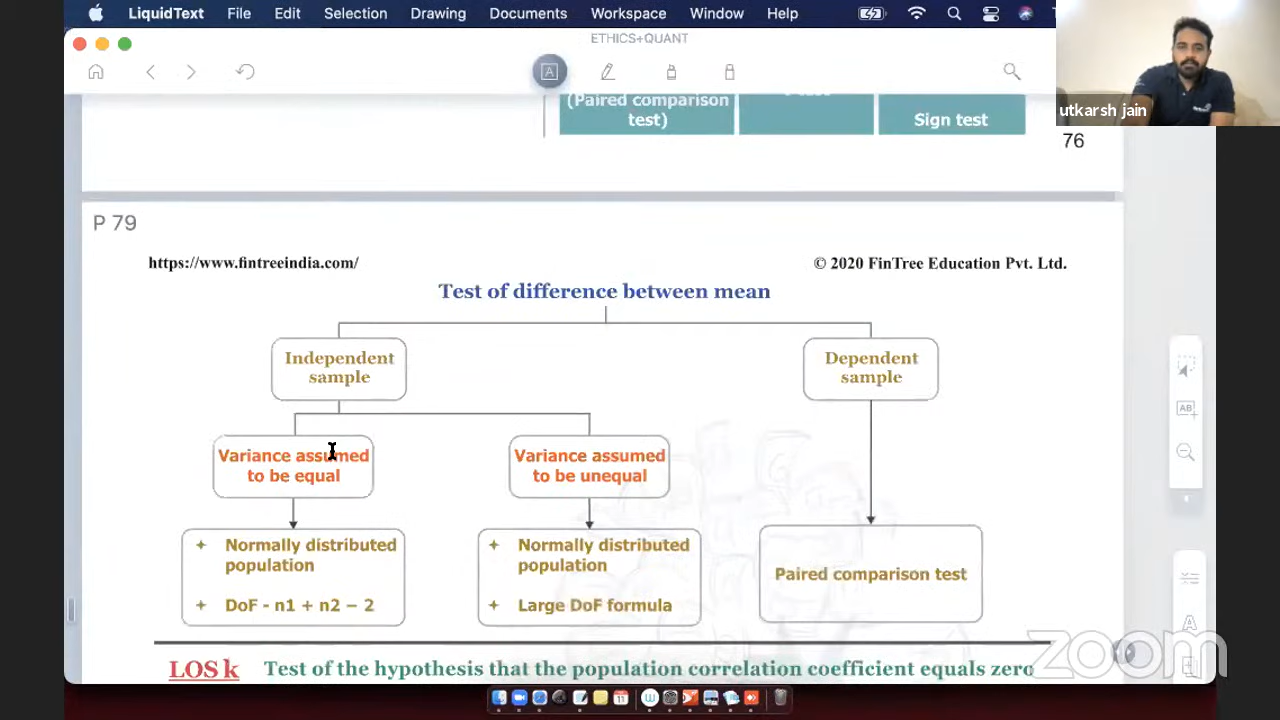 LiquidText File Edit Selection Drawing Documents Workspace Window Help
ETHICS+QUANT
utkarsh jain
(Paired comparison
test)
Sign test
76
P 79
https://www.fintreeindia.com/
© 2020 FinTree Education Pvt. Ltd.
Test of difference between mean
Independent
sample
Dependent
sample
Variance assumed
to be equal
Variance assumed
to be unequal
Normally distributed
population
DoF - n1 + n2 − 2
Normally distributed
population
Large DoF formula
Paired comparison test
LOS k Test of the hypothesis that the population correlation coefficient equals zero
zoom